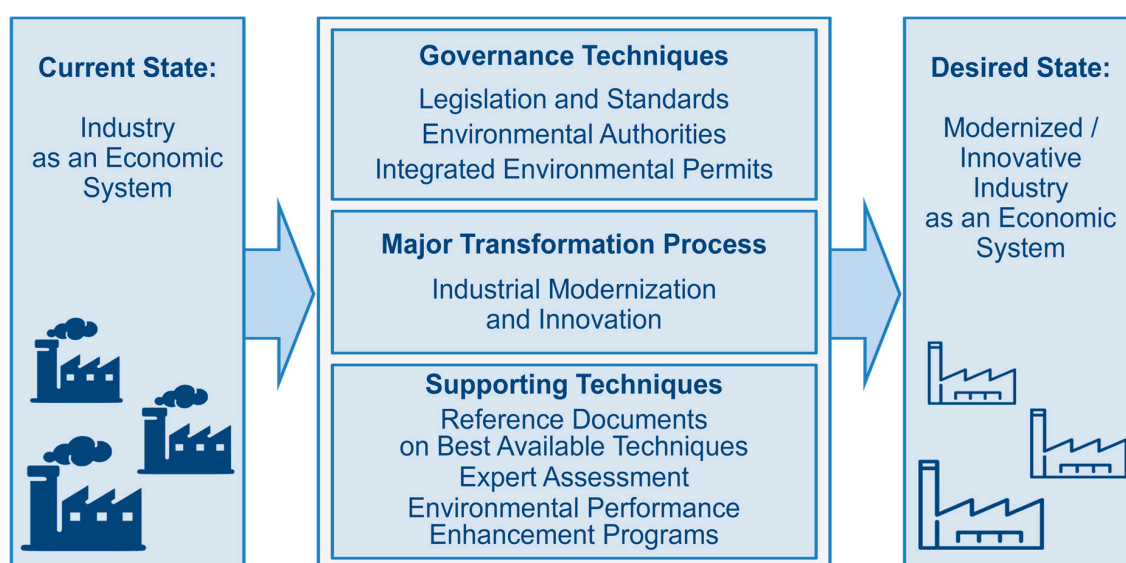 Current State:
Industry
as an Economic
System
Governance Techniques
Legislation and Standards
Environmental Authorities
Integrated Environmental Permits
Major Transformation Process
Industrial Modernization
and Innovation
Supporting Techniques
Reference Documents
on Best Available Techniques
Expert Assessment
Environmental Performance
Enhancement Programs
Desired State:
Modernized /
Innovative
Industry
as an Economic
System